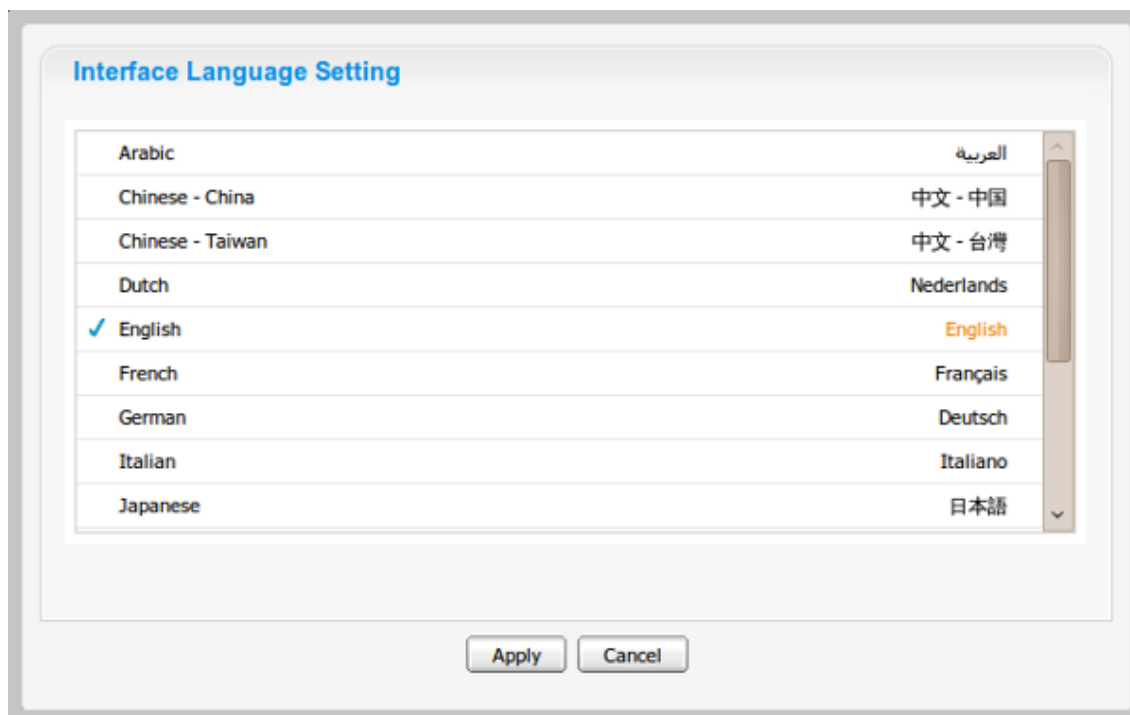 Interface Language Setting
Arabic العربية
Chinese - China 中文 - 中国
Chinese - Taiwan 中文 - 台灣
Dutch Nederlands
English English
French Français
German Deutsch
Italian Italiano
Japanese 日本語
Apply Cancel